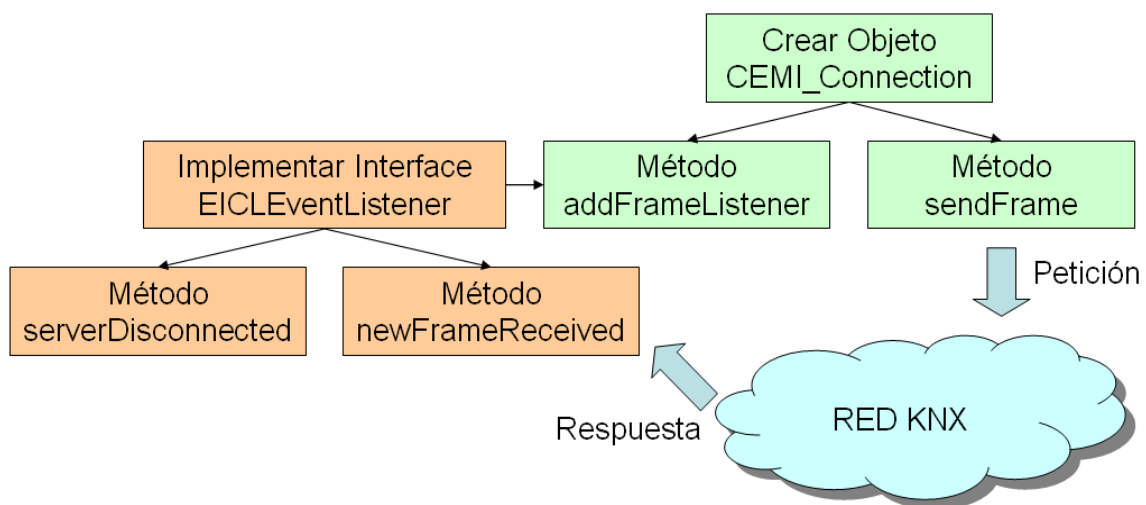 Crear Objeto
CEMI_Connection
Implementar Interface
EICLEventListener
Método
addFrameListener
Método
sendFrame
Método
serverDisconnected
Método
newFrameReceived
Petición
Respuesta
RED KNX